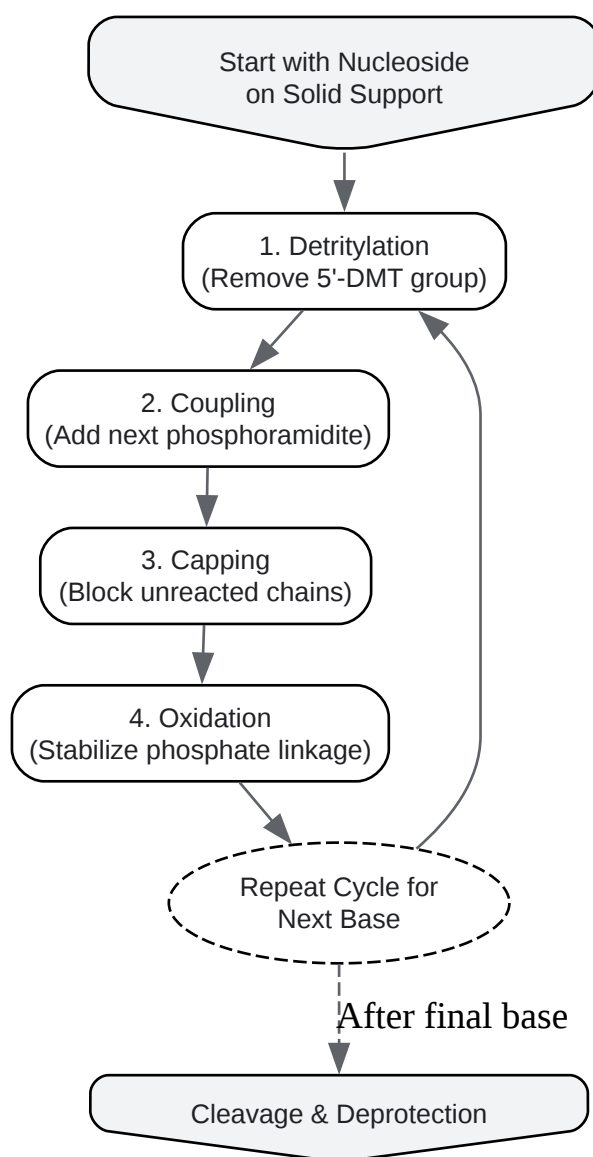 Start with Nucleoside
on Solid Support
1. Detritylation
(Remove 5'-DMT group)
2. Coupling
(Add next phosphoramidite)
3. Capping
(Block unreacted chains)
4. Oxidation
(Stabilize phosphate linkage)
Repeat Cycle for
Next Base
After final base
Cleavage & Deprotection